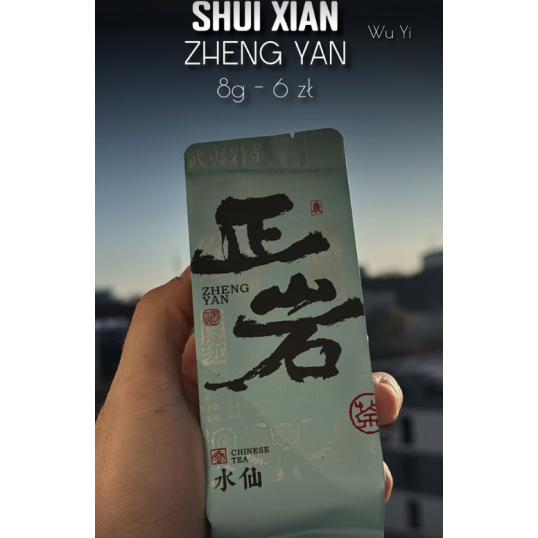 SHUI XIAN
Wu Yi
ZHENG YAN
8g - 6 zł
武夷岩茶
正岩
ZHENG
YAN
茶
CHINESE
TEA
水仙